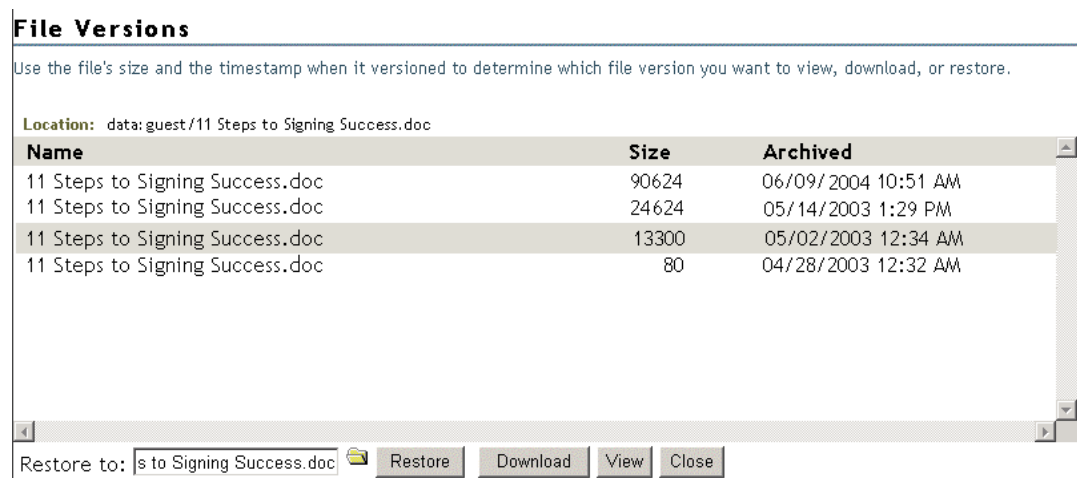 File Versions
Use the file's size and the timestamp when it versioned to determine which file version you want to view, download, or restore.
Location: data:guest/11 Steps to Signing Success.doc
Name Size Archived
11 Steps to Signing Success.doc 90624 06/09/2004 10:51 AM
11 Steps to Signing Success.doc 24624 05/14/2003 1:29 PM
11 Steps to Signing Success.doc 13300 05/02/2003 12:34 AM
11 Steps to Signing Success.doc 80 04/28/2003 12:32 AM
Restore to: s to Signing Success.doc Restore Download View Close